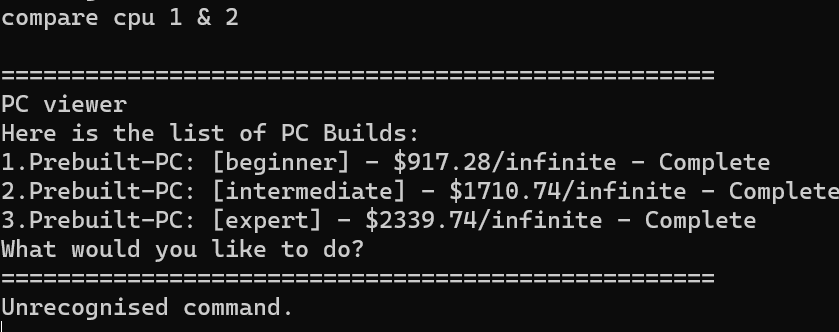 compare cpu 1 & 2
===================================================
PC viewer
Here is the list of PC Builds:
1.Prebuilt-PC: [beginner] - $917.28/infinite - Complete
2.Prebuilt-PC: [intermediate] - $1710.74/infinite - Complete
3.Prebuilt-PC: [expert] - $2339.74/infinite - Complete
What would you like to do?
===================================================
Unrecognised command.